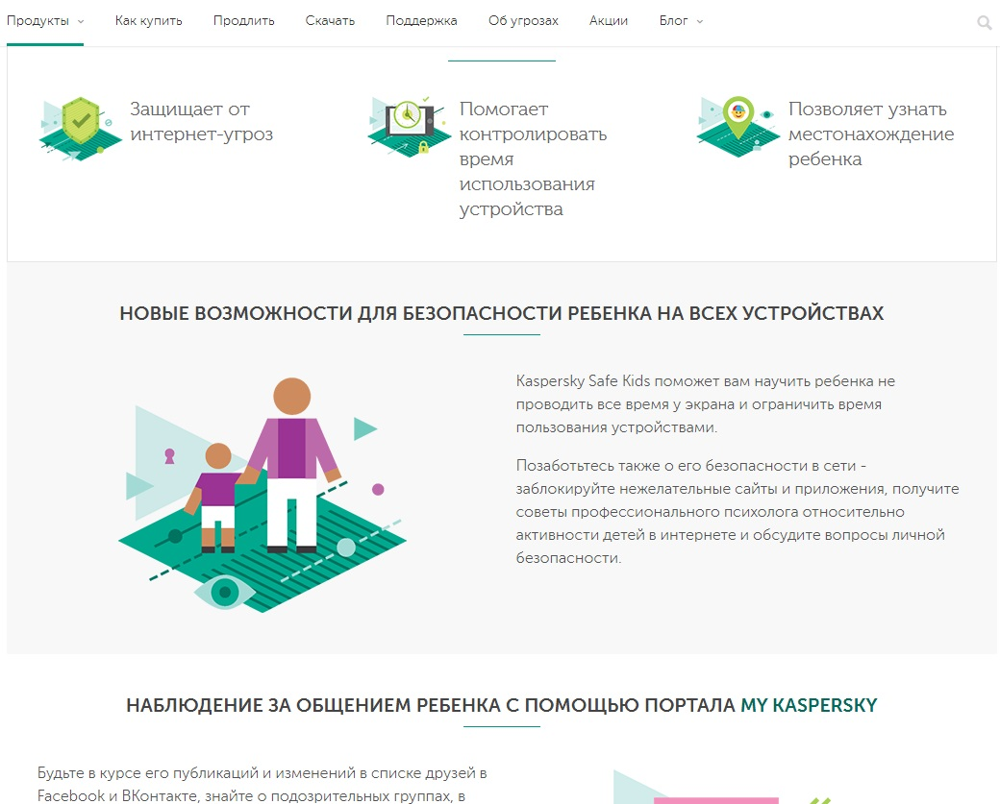 Продукты
Как купить
Продлить
Скачать
Поддержка
Об угрозах
Акции
Блог
Защищает от
интернет-угроз
Помогает
контролировать
время
использования
устройства
Позволяет узнать
местонахождение
ребенка
НОВЫЕ ВОЗМОЖНОСТИ ДЛЯ БЕЗОПАСНОСТИ РЕБЕНКА НА ВСЕХ УСТРОЙСТВАХ
Kaspersky Safe Kids поможет вам научить ребенка не
проводить все время у экрана и ограничить время
пользования устройствами.
Позаботьтесь также о его безопасности в сети -
заблокируйте нежелательные сайты и приложения, получите
советы профессионального психолога относительно
активности детей в интернете и обсудите вопросы личной
безопасности.
НАБЛЮДЕНИЕ ЗА ОБЩЕНИЕМ РЕБЕНКА С ПОМОЩЬЮ ПОРТАЛА MY KASPERSKY
Будьте в курсе его публикаций и изменений в списке друзей в
Facebook и ВКонтакте, знайте о подозрительных группах, в